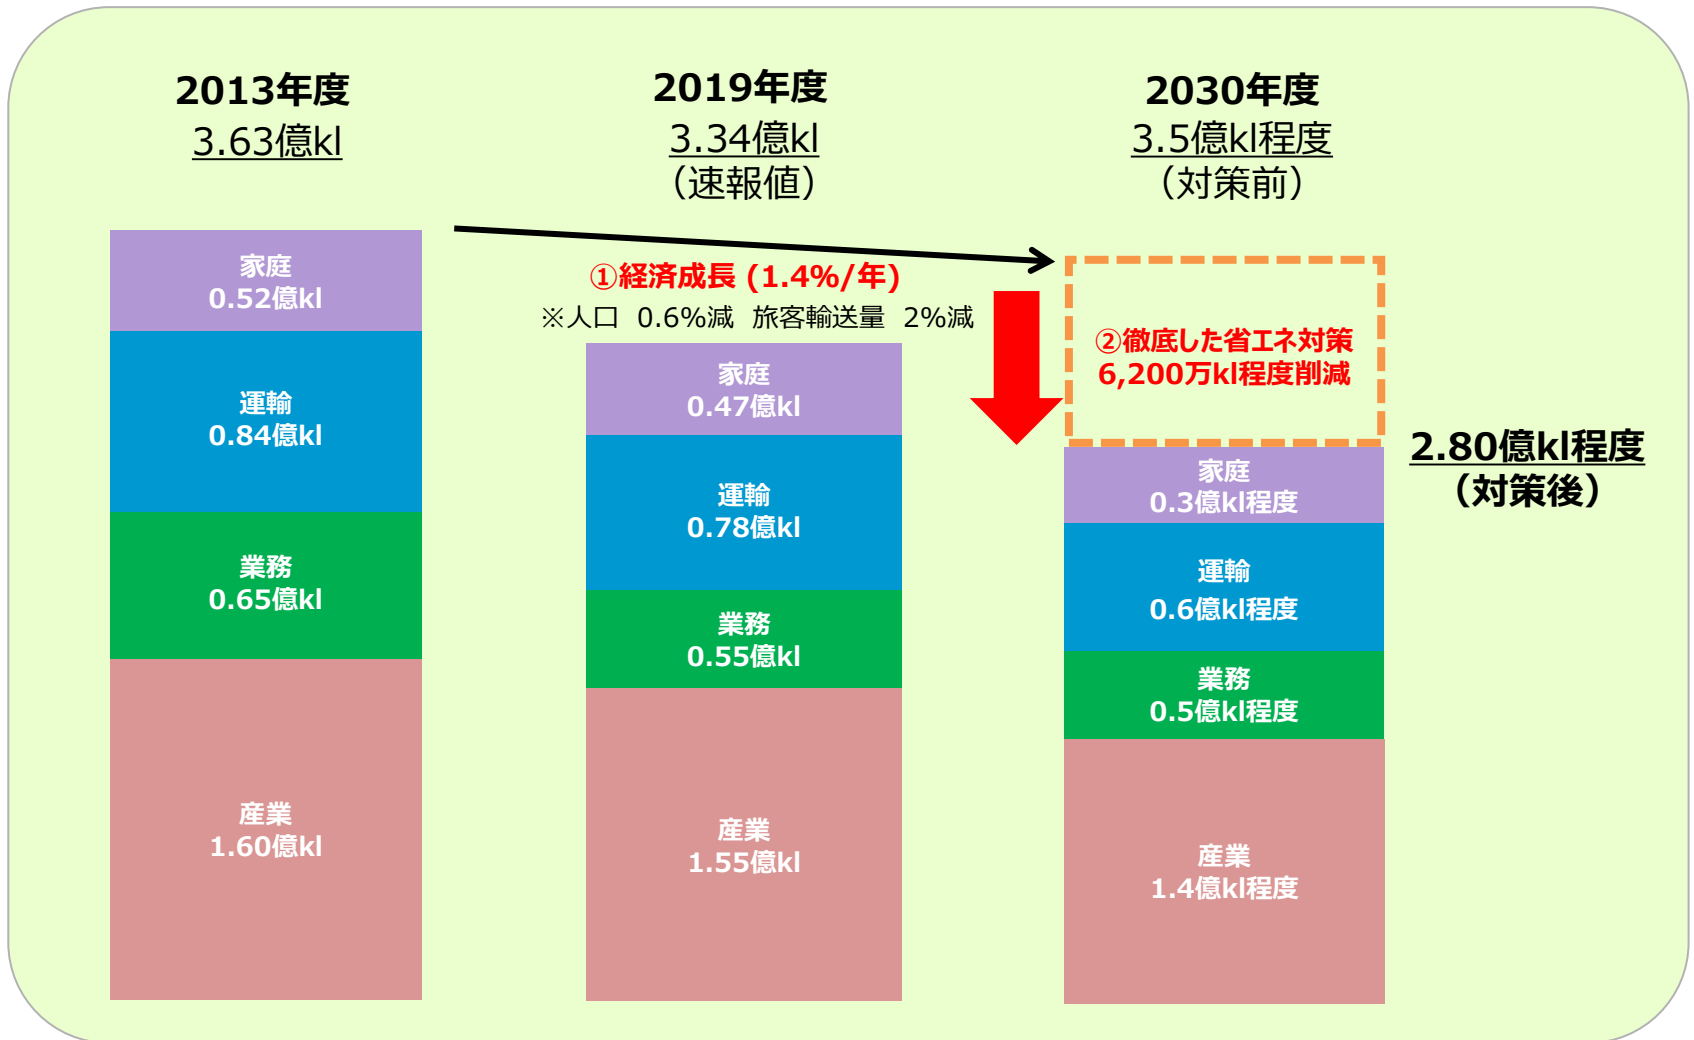 2013年度
3.63億kl
2019年度
3.34億kl
（速報値）
2030年度
3.5億kl程度
（対策前）
①経済成長 (1.4%/年)
※人口 0.6%減 旅客輸送量 2%減
②徹底した省エネ対策
6,200万kl程度削減
2.80億kl程度
（対策後）
家庭
0.52億kl
運輸
0.84億kl
業務
0.65億kl
産業
1.60億kl
家庭
0.47億kl
運輸
0.78億kl
業務
0.55億kl
産業
1.55億kl
家庭
0.3億kl程度
運輸
0.6億kl程度
業務
0.5億kl程度
産業
1.4億kl程度